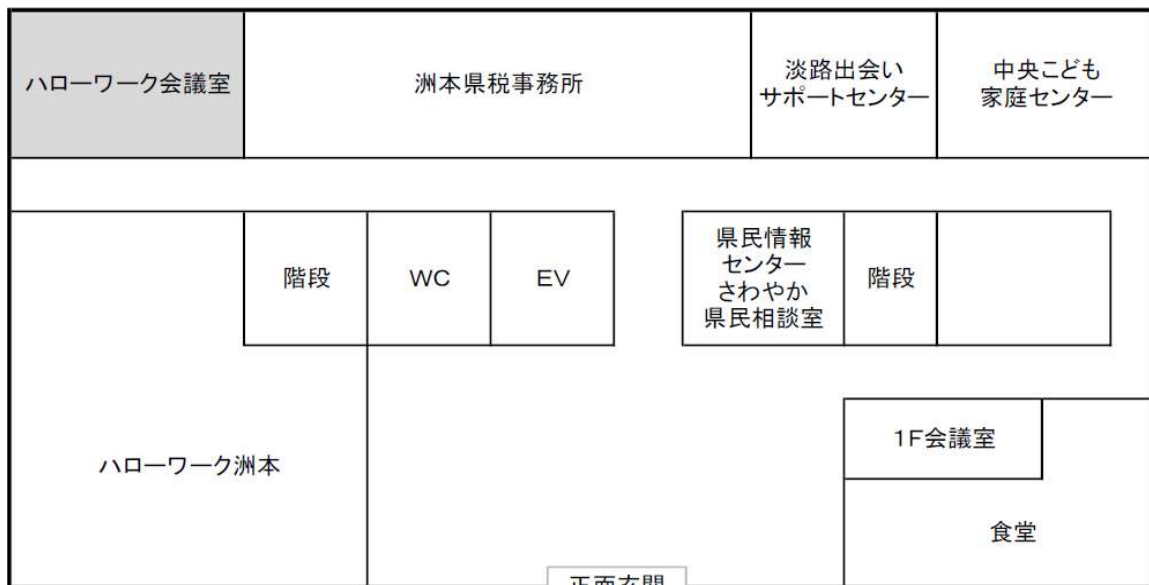 ハローワーク会議室
洲本県税事務所
淡路出会い
サポートセンター
中央こども
家庭センター
階段
WC
EV
県民情報
センター
さわやか
県民相談室
階段
1F会議室
ハローワーク洲本
食堂
正面玄関